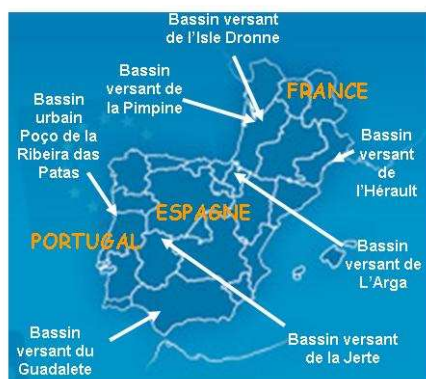 Bassin versant
de l'Isle Dronne
Bassin
versant de
la Pimpine
FRANCE
Bassin
urbain
Poço de la
Ribeira das
Patas
Bassin
versant
de
l'Hérault
ESPAGNE
PORTUGAL
Bassin
versant de
L'Arga
Bassin
versant du
Guadalete
Bassin versant
de la Jerte